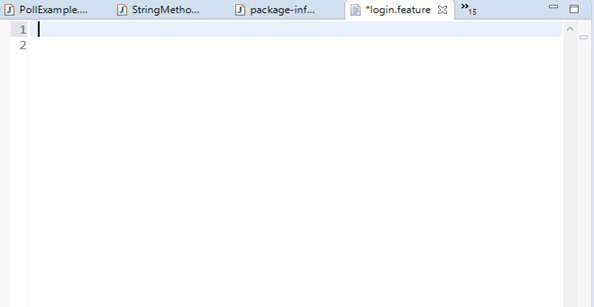 PollExample....
StringMetho...
package-inf...
*login.feature
15
1
2